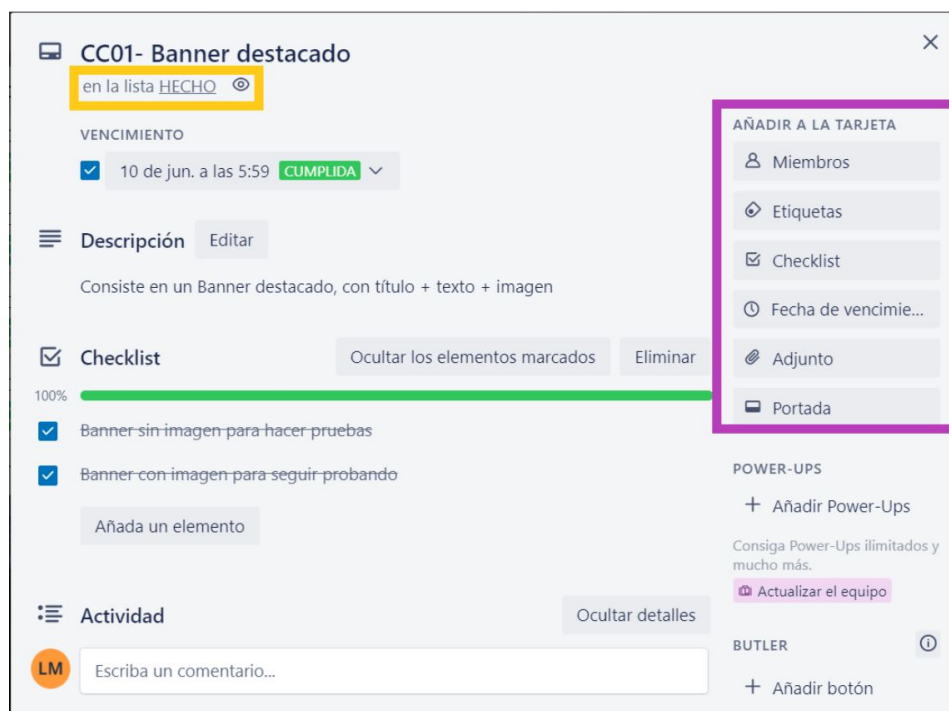 CC01- Banner destacado
en la lista HECHO
VENCIMIENTO
10 de jun. a las 5:59 CUMPLIDA
Descripción Editar
Consiste en un Banner destacado, con título + texto + imagen
Checklist Ocultar los elementos marcados Eliminar
100%
Banner sin imagen para hacer pruebas
Banner con imagen para seguir probando
Añada un elemento
Actividad Ocultar detalles
LM Escriba un comentario...
AÑADIR A LA TARJETA
Miembros
Etiquetas
Checklist
Fecha de vencimie...
Adjunto
Portada
POWER-UPS
+ Añadir Power-Ups
Consiga Power-Ups ilimitados y
mucho más.
Actualizar el equipo
BUTLER
+ Añadir botón